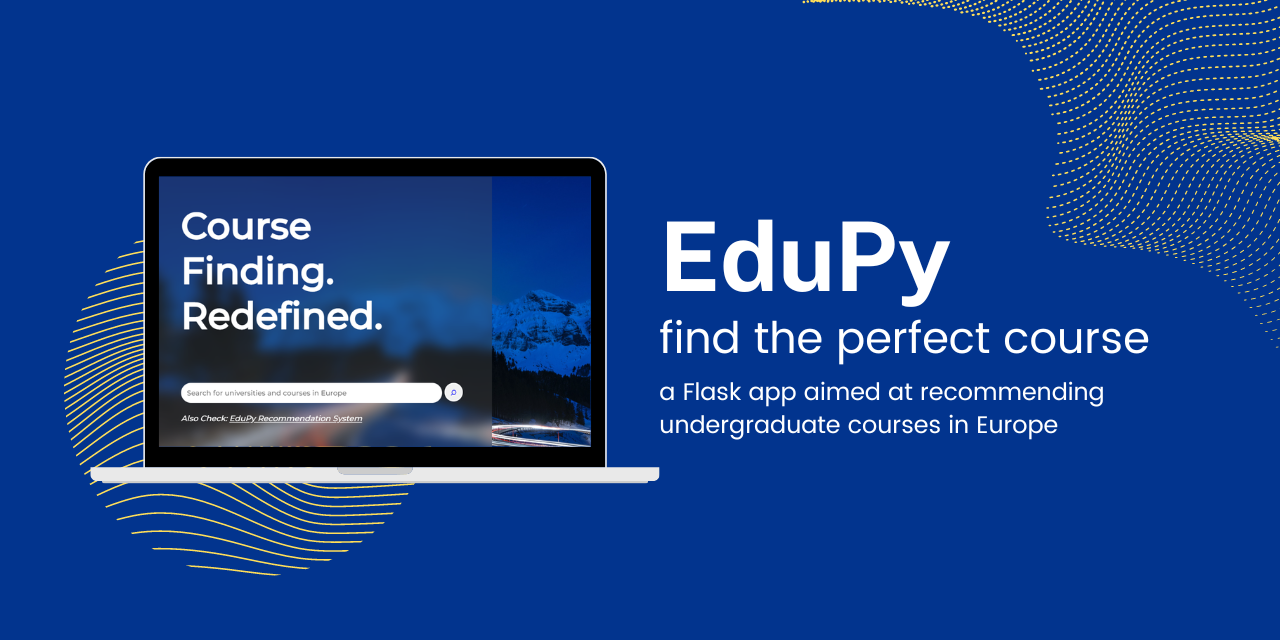 Course
Finding.
Redefined.
Search for universities and courses in Europe
Also Check: EduPy Recommendation System
EduPy
find the perfect course
a Flask app aimed at recommending
undergraduate courses in Europe